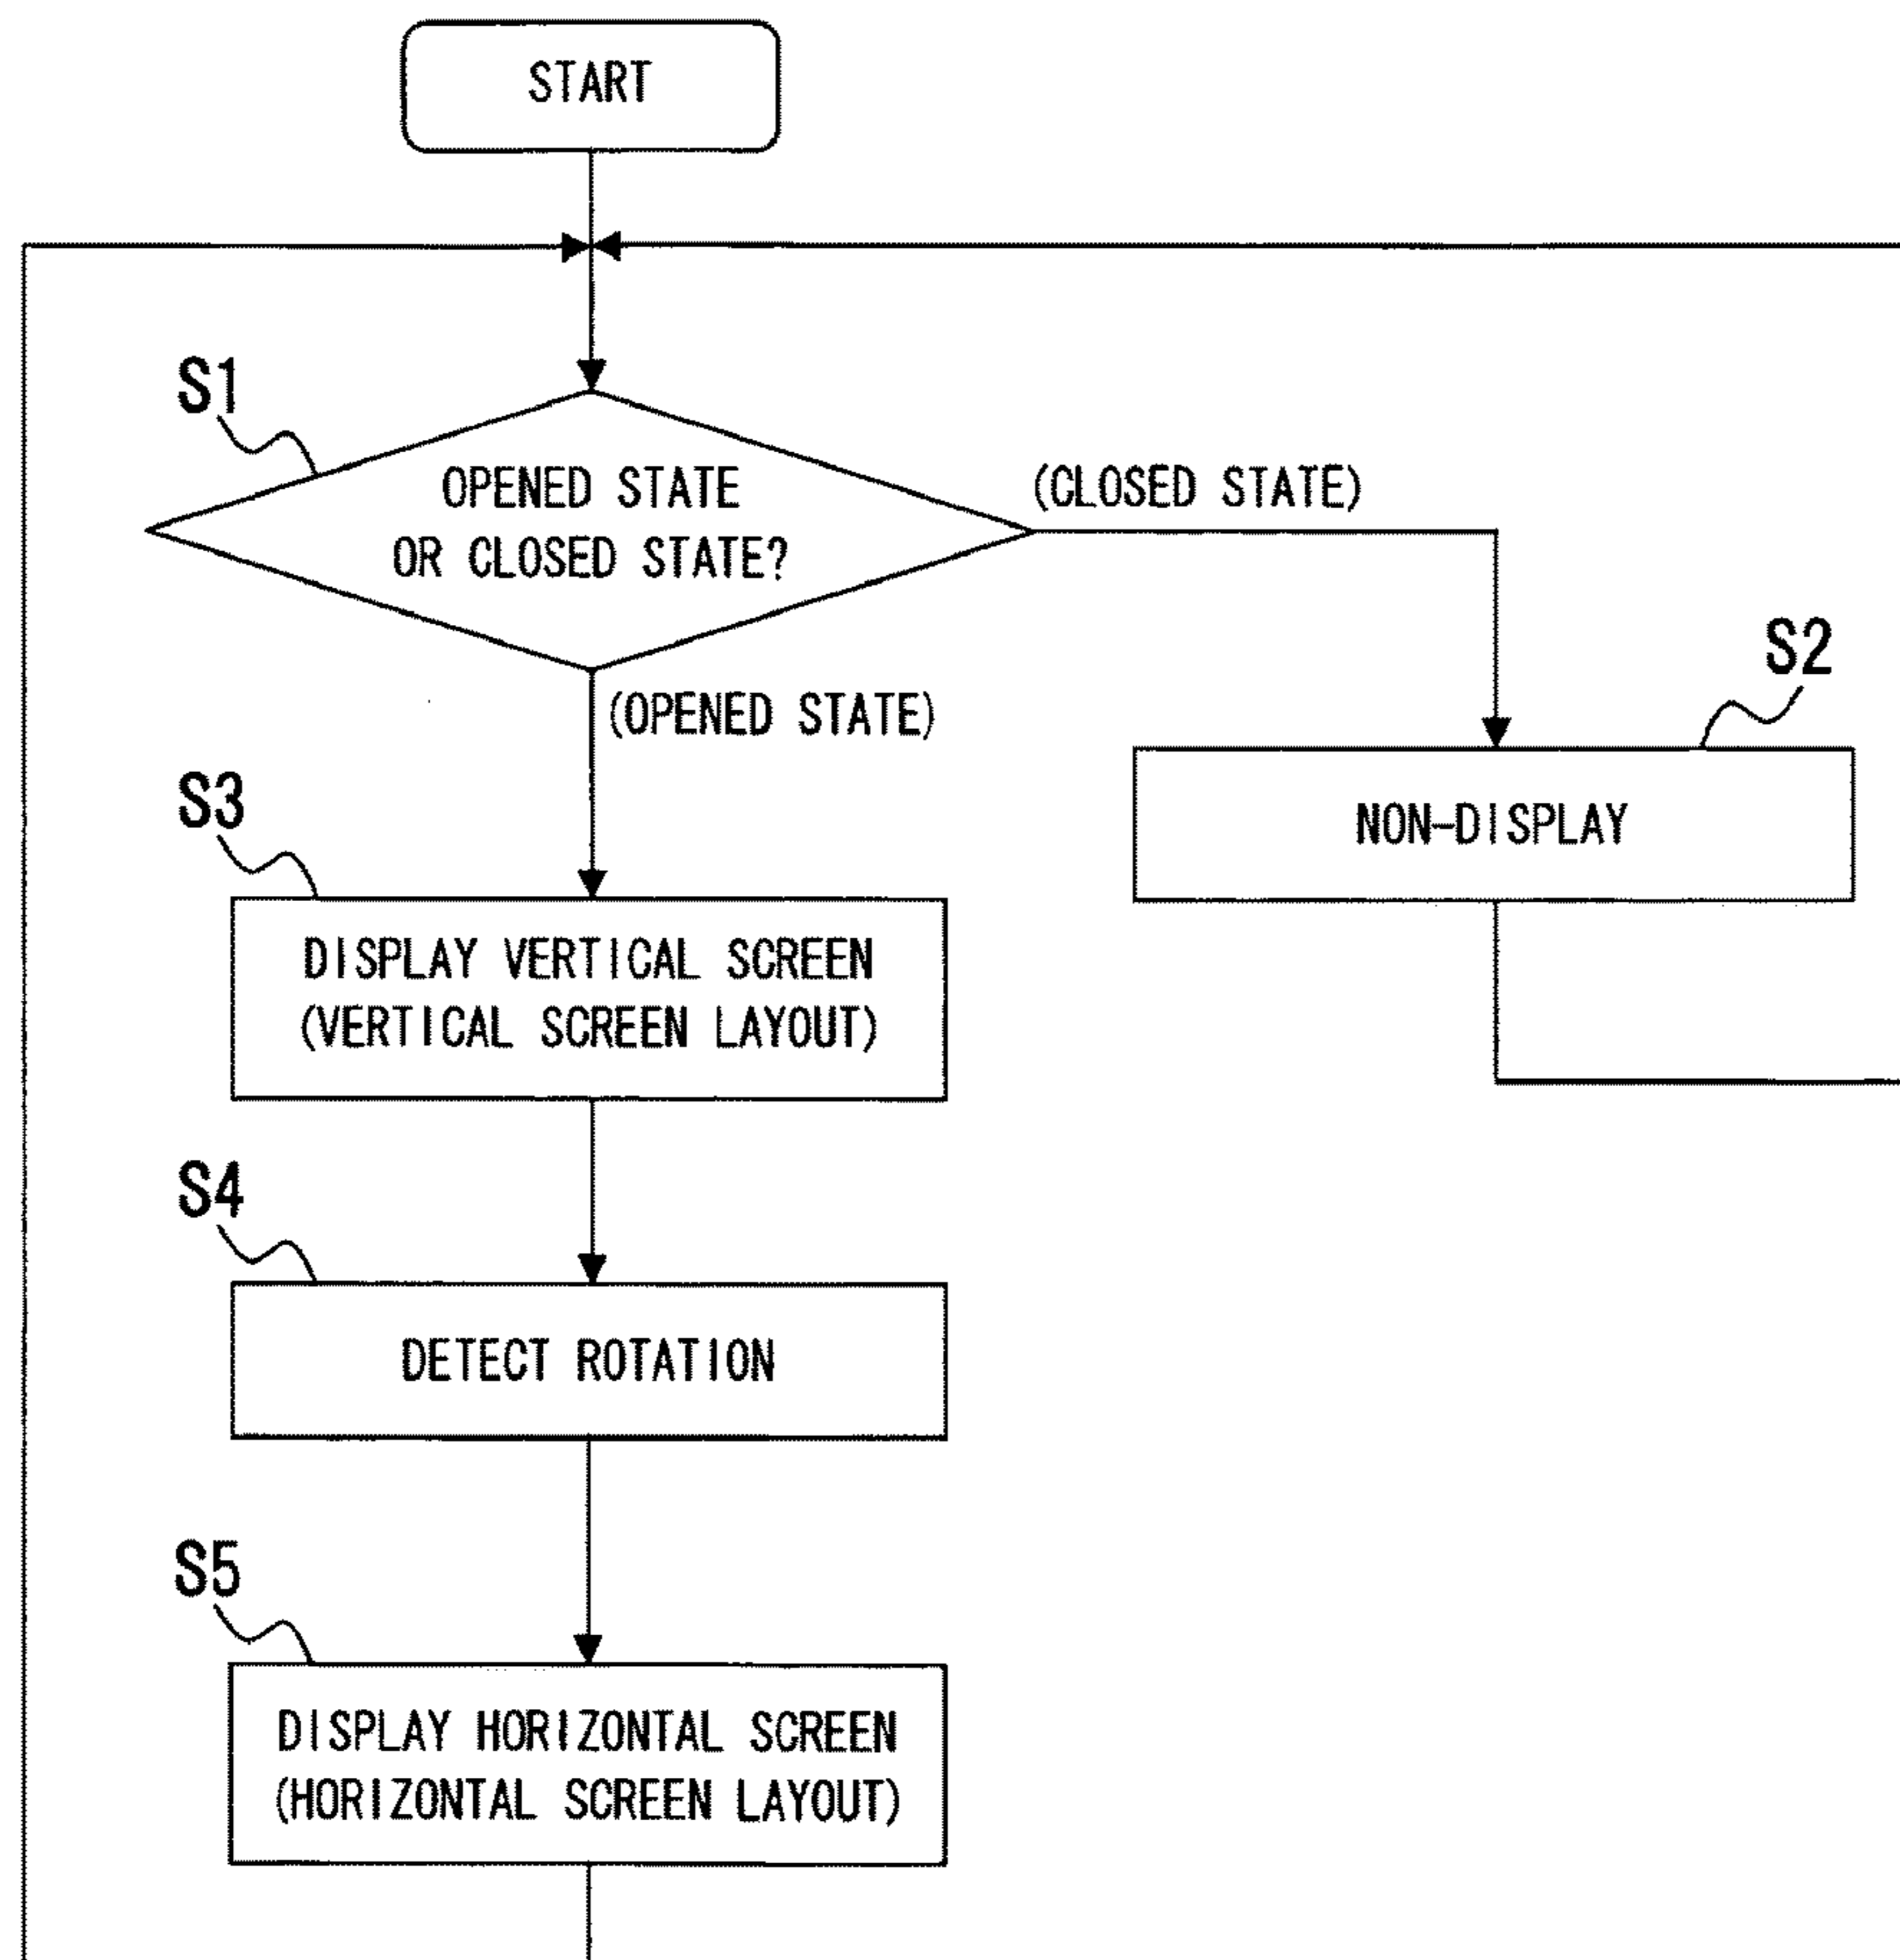 START
S1
OPENED STATE
OR CLOSED STATE?
(CLOSED STATE)
(OPENED STATE)
S2
NON-DISPLAY
S3
DISPLAY VERTICAL SCREEN
(VERTICAL SCREEN LAYOUT)
S4
DETECT ROTATION
S5
DISPLAY HORIZONTAL SCREEN
(HORIZONTAL SCREEN LAYOUT)